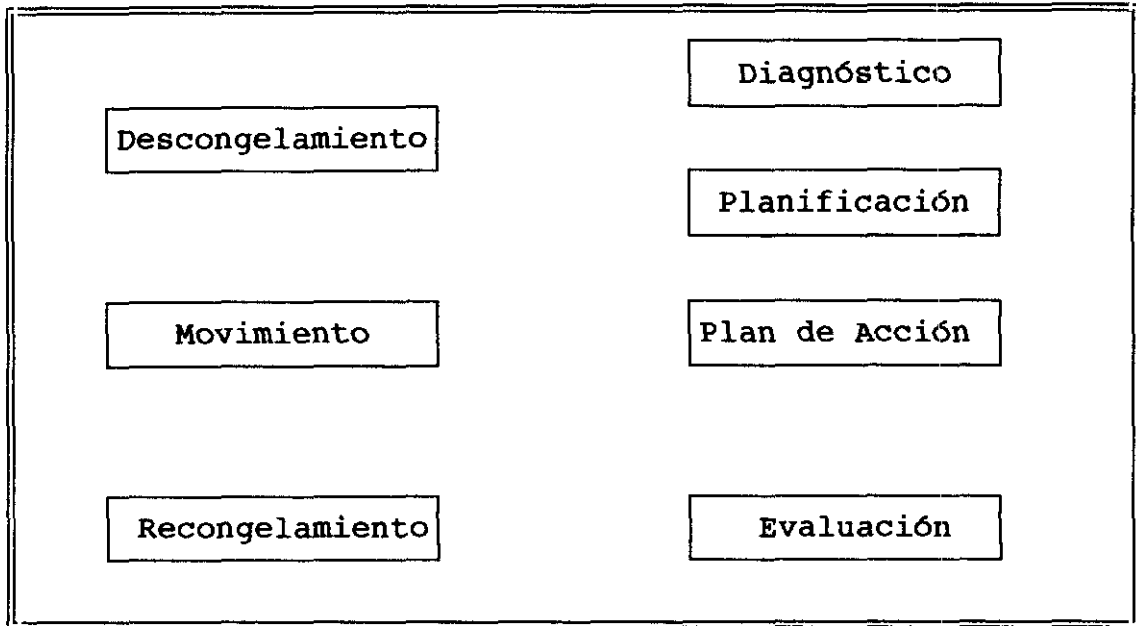 Diagnóstico
Descongelamiento
Planificación
Movimiento
Plan de Acción
Recongelamiento
Evaluación